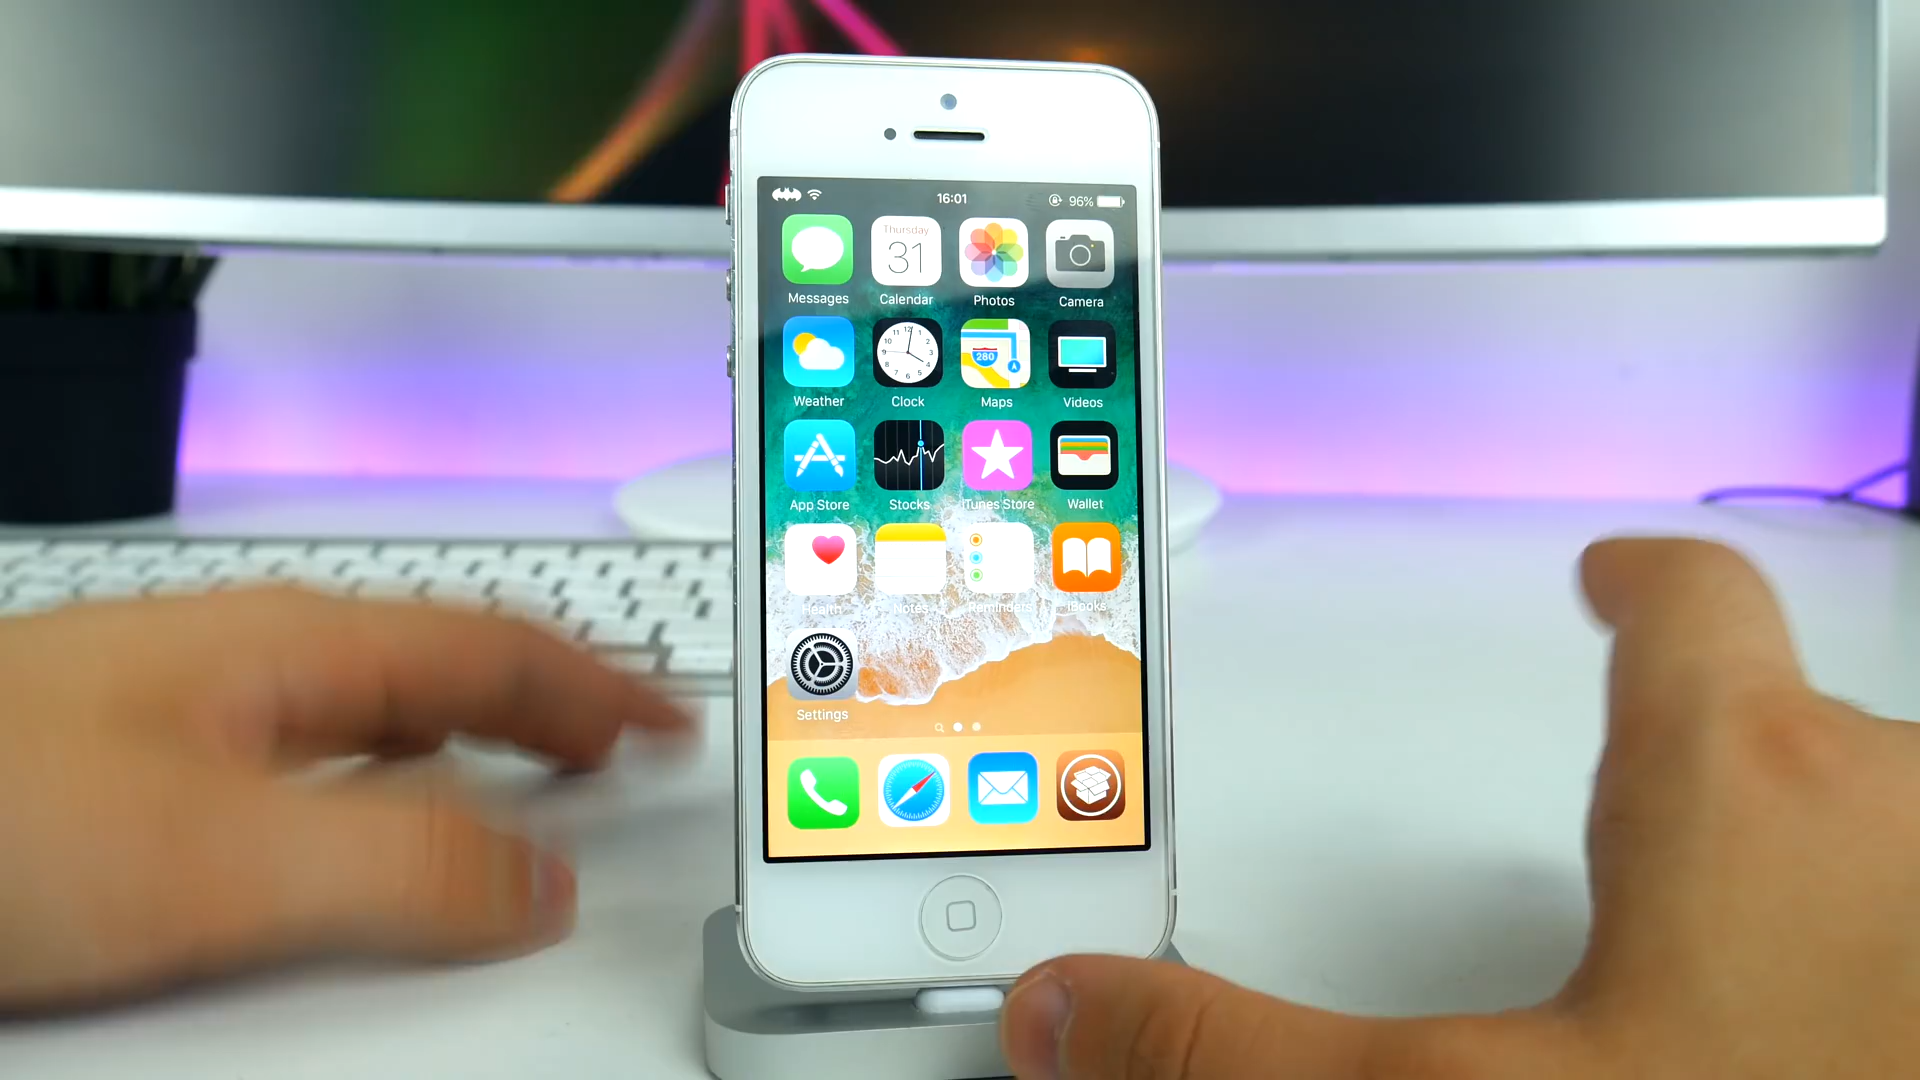 16:01 96%
Thursday
31
Messages Calendar Photos Camera
280
Weather Clock Maps Videos
App Store Stocks iTunes Store Wallet
Health Notes Reminders iBooks
Settings